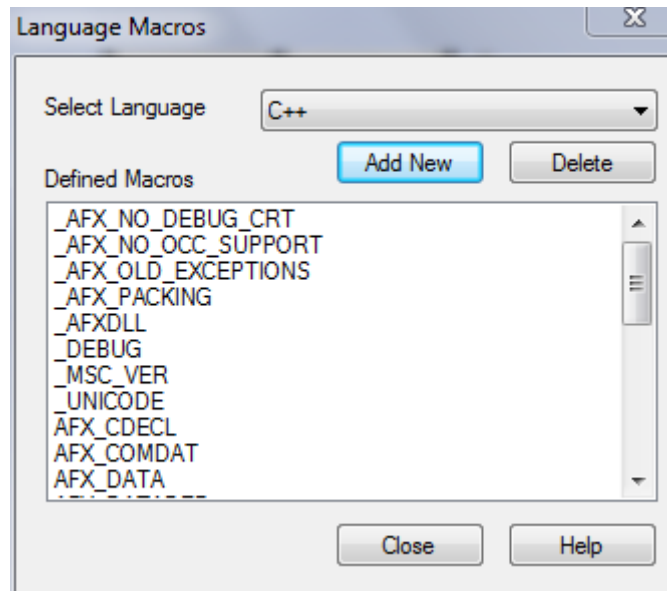 Language Macros
Select Language C++
Add New Delete
Defined Macros
_AFX_NO_DEBUG_CRT
_AFX_NO_OCC_SUPPORT
_AFX_OLD_EXCEPTIONS
_AFX_PACKING
_AFXDLL
_DEBUG
_MSC_VER
_UNICODE
AFX_CDECL
AFX_COMDAT
AFX_DATA
Close Help